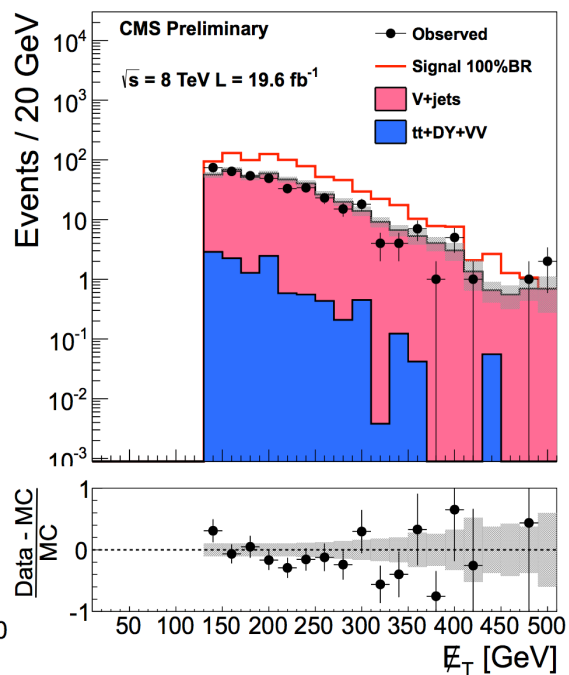 CMS Preliminary
√s = 8 TeV L = 19.6 fb⁻¹
Observed
Signal 100%BR
V+jets
tt+DY+VV
Events / 20 GeV
10⁴
10³
10²
10
1
10⁻¹
10⁻²
10⁻³
Data - MC
MC
1
0
-1
50 100 150 200 250 300 350 400 450 500
E̸_T [GeV]
0